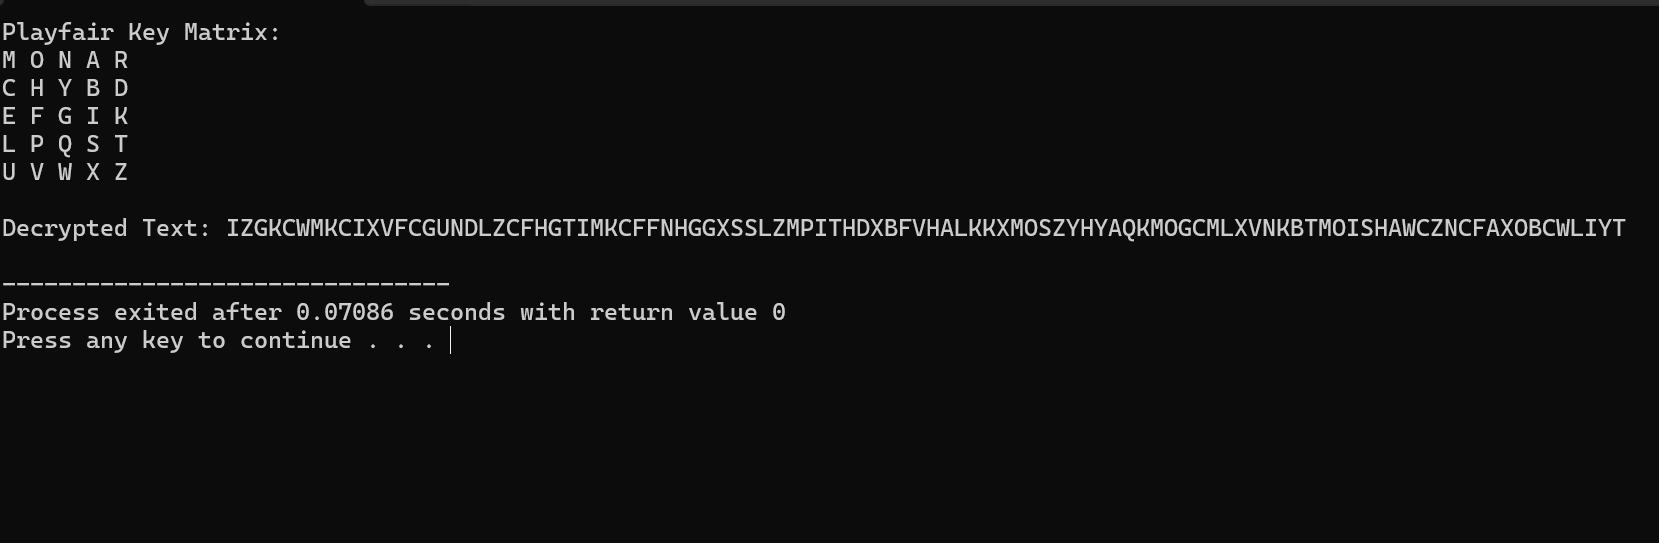 Playfair Key Matrix:
M O N A R
C H Y B D
E F G I K
L P Q S T
U V W X Z
Decrypted Text: IZGKCWMKCIXVFCGUNDLZCFHGTIMKCFFNHGGXSSLZMPITHDXBFVHALKKXMOSZYHYAQKMOGCMLXVNKBTMOISHAWCZNCFAXOBCWLIYT
--------------------------------
Process exited after 0.07086 seconds with return value 0
Press any key to continue . . .